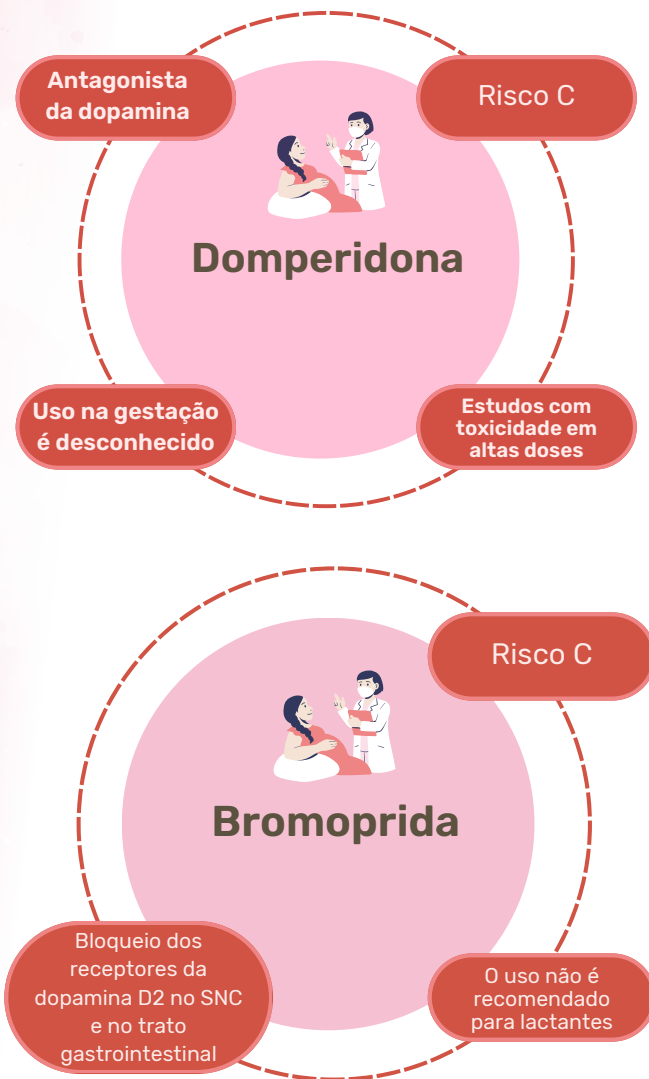 Antagonista
da dopamina
Risco C
Domperidona
Uso na gestação
é desconhecido
Estudos com
toxicidade em
altas doses
Risco C
Bromoprida
Bloqueio dos
receptores da
dopamina D2 no SNC
e no trato
gastrointestinal
O uso não é
recomendado
para lactantes